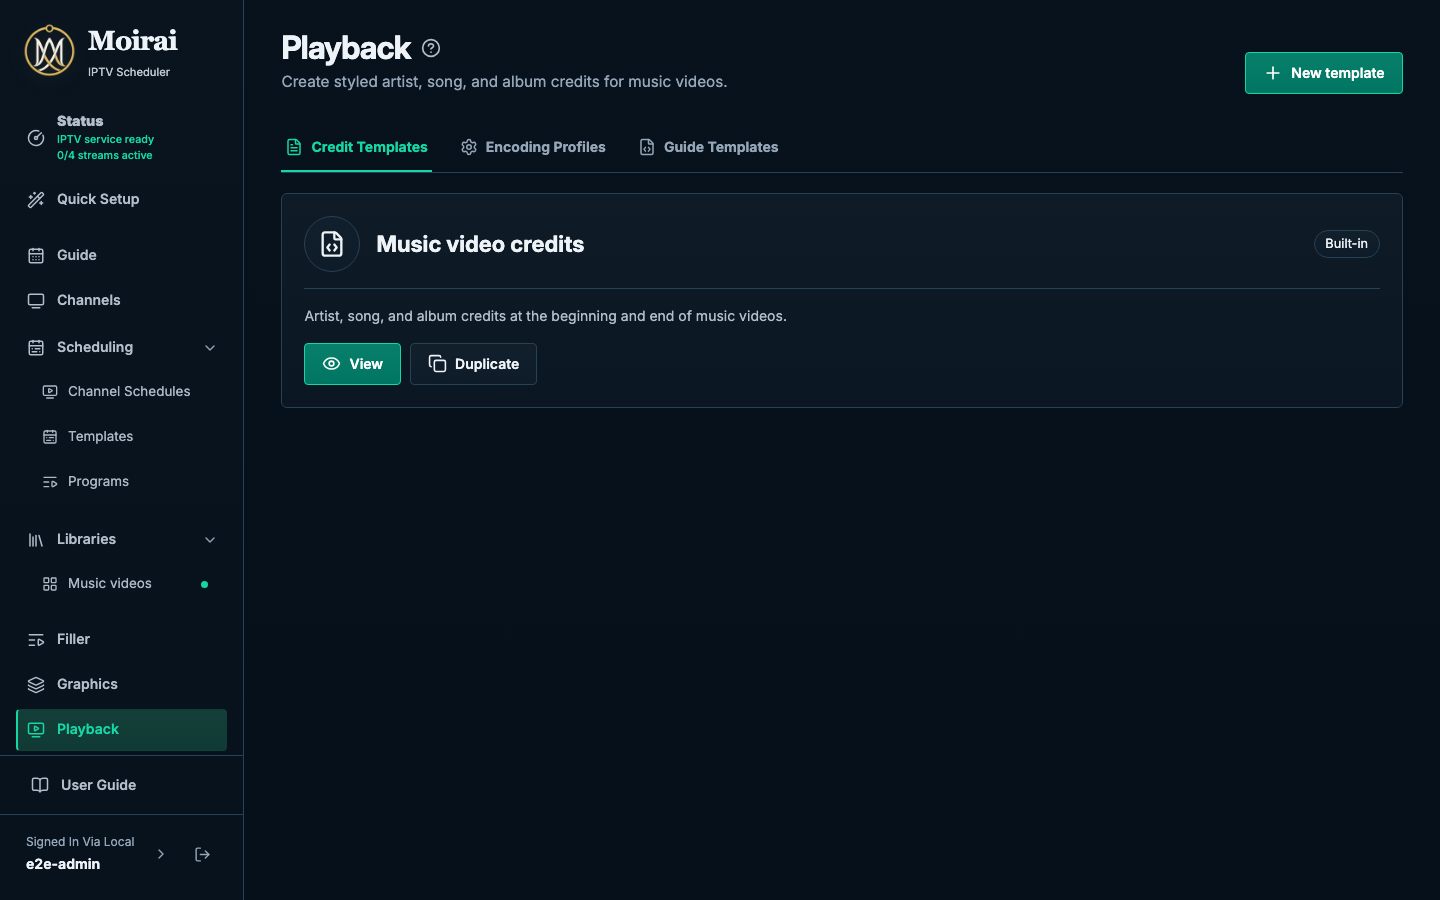 Moirai
IPTV Scheduler
Status
IPTV service ready
0/4 streams active
Quick Setup
Guide
Channels
Scheduling
Channel Schedules
Templates
Programs
Libraries
Music videos
Filler
Graphics
Playback
User Guide
Signed In Via Local
e2e-admin
Playback
Create styled artist, song, and album credits for music videos.
New template
Credit Templates
Encoding Profiles
Guide Templates
Music video credits
Built-in
Artist, song, and album credits at the beginning and end of music videos.
View
Duplicate